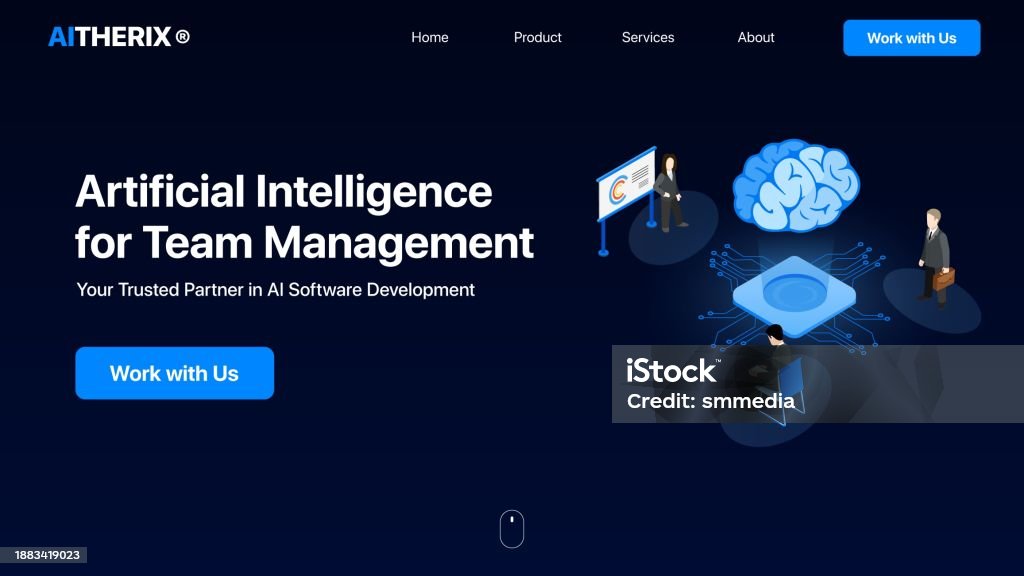 AITHERIX ®
Home
Product
Services
About
Work with Us
Artificial Intelligence
for Team Management
Your Trusted Partner in AI Software Development
Work with Us
iStock™
Credit: smmedia
1883419023